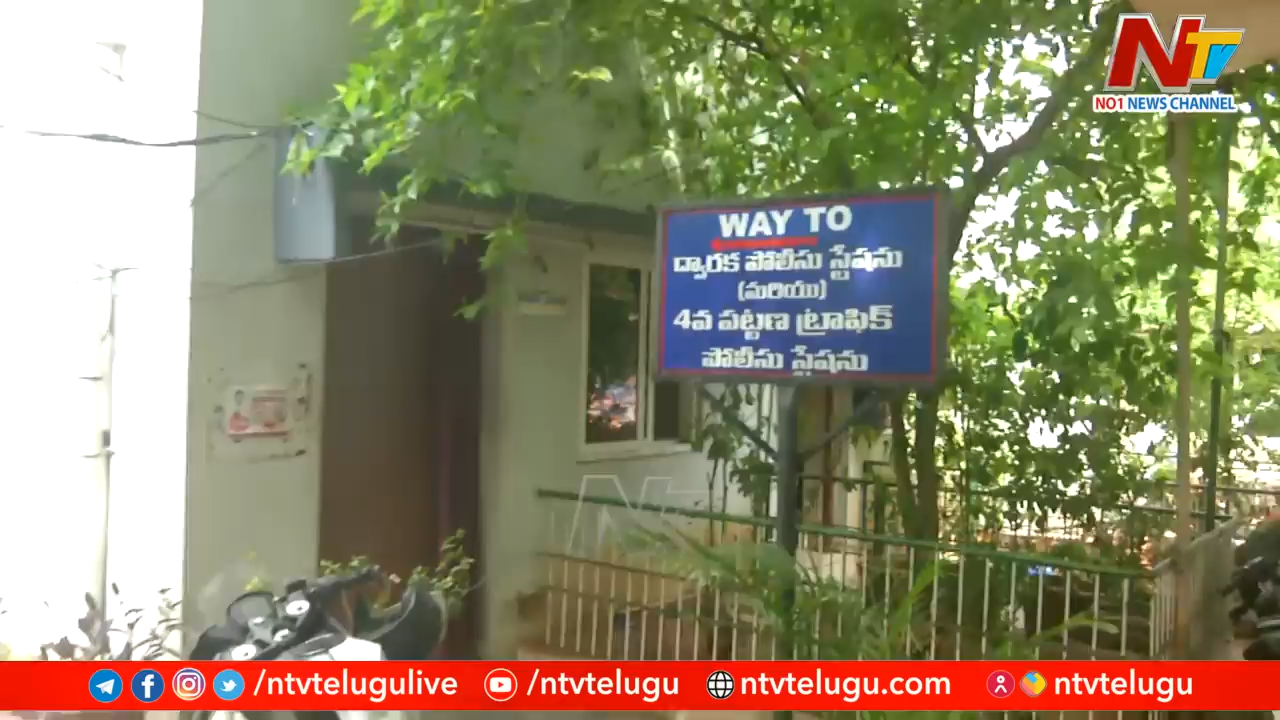 NTV
NO1 NEWS CHANNEL
WAY TO
ద్వారక పోలీసు స్టేషను
(మరియు)
4వ పట్టణ ట్రాఫిక్
పోలీసు స్టేషను
/ntvtelugulive
/ntvtelugu
ntvtelugu.com
ntvtelugu